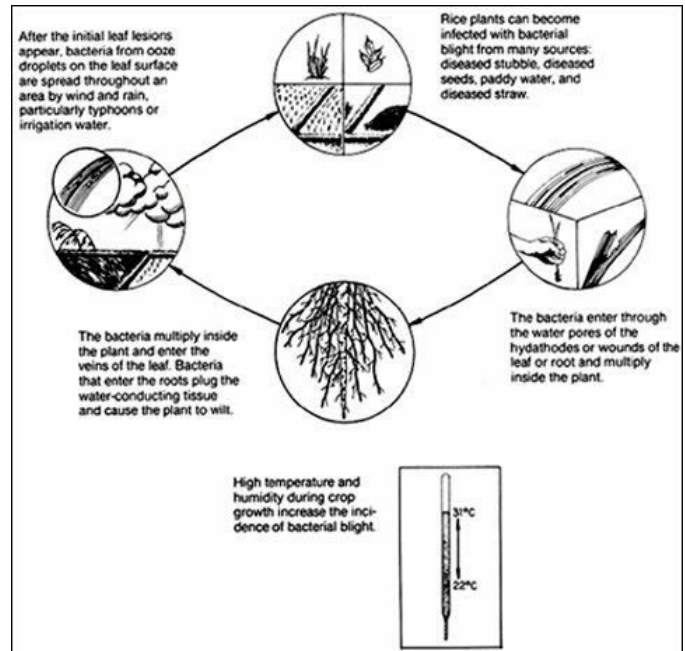 After the initial leaf lesions
appear, bacteria from ooze
droplets on the leaf surface
are spread throughout an
area by wind and rain,
particularly typhoons or
irrigation water.
Rice plants can become
infected with bacterial
blight from many sources:
diseased stubble, diseased
seeds, paddy water, and
diseased straw.
The bacteria enter through
the water pores of the
hydathodes or wounds of the
leaf or root and multiply
inside the plant.
The bacteria multiply inside
the plant and enter the
veins of the leaf. Bacteria
that enter the roots plug the
water-conducting tissue
and cause the plant to wilt.
High temperature and
humidity during crop
growth increase the inci-
dence of bacterial blight.
31°C
22°C